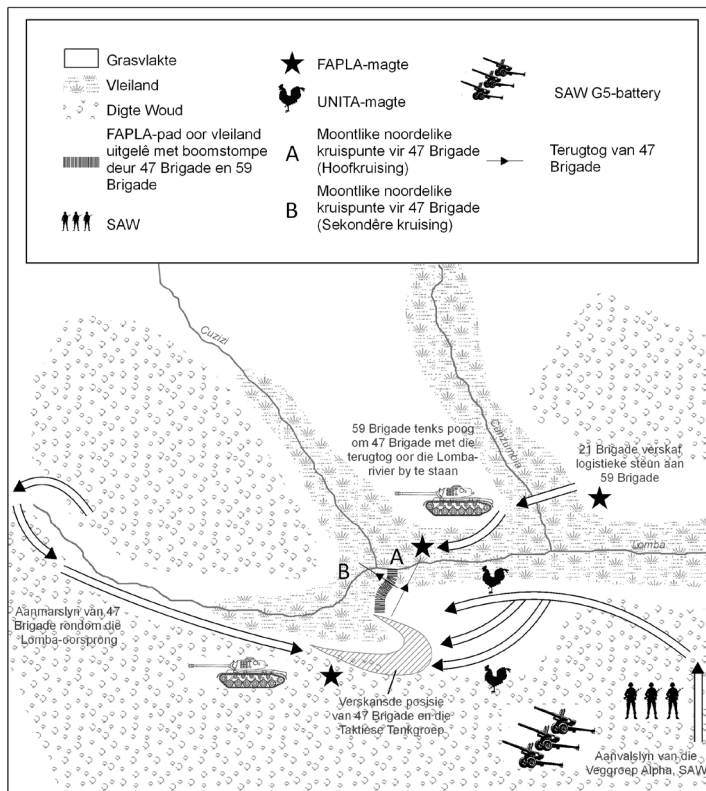 Grasvlakte
Vleiland
Digte Woud
FAPLA-pad oor vleiland
uitgelê met boomstompe
deur 47 Brigade en 59
Brigade
SAW
FAPLA-magte
UNITA-magte
A
Moontlike noordelike
kruispunte vir 47 Brigade
(Hoofkruising)
B
Moontlike noordelike
kruispunte vir 47 Brigade
(Sekondêre kruising)
SAW G5-battery
Terugtog van 47
Brigade
Cuzizi
Cunzumba
59 Brigade tenks poog
om 47 Brigade met die
terugtog oor die Lomba-
rivier by te staan
21 Brigade verskaf
logistieke steun aan
59 Brigade
Lomba
A
B
Aanmarslyn van 47
Brigade rondom die
Lomba-oorsprong
Verskansde posisie
van 47 Brigade en die
Taktiese Tankgroep
Aanvalslyn van die
Veggroep Alpha, SAW